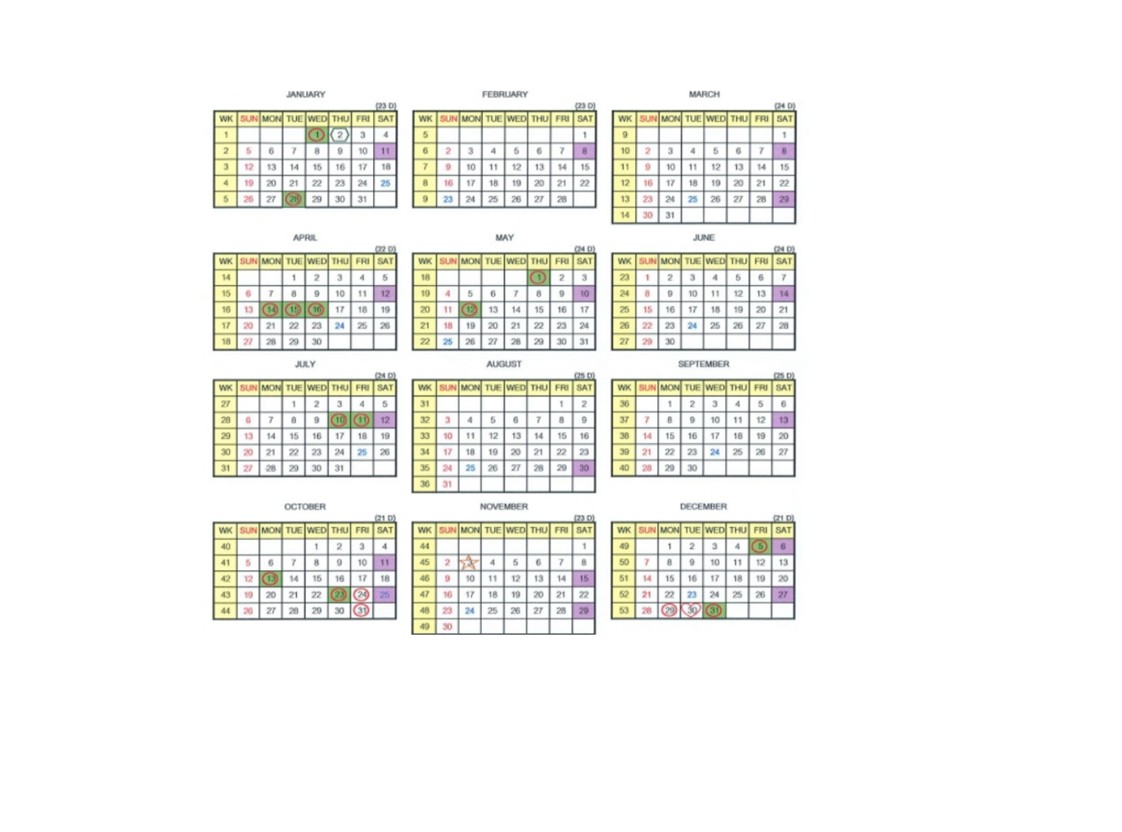 JANUARY FEBRUARY MARCH
(23 D) (23 D) (24 D)
WK SUN MON TUE WED THU FRI SAT WK SUN MON TUE WED THU FRI SAT WK SUN MON TUE WED THU FRI SAT
1 1 2 3 4 5 1 9 1
2 5 6 7 8 9 10 11 6 2 3 4 5 6 7 8 10 2 3 4 5 6 7 8
3 12 13 14 15 16 17 18 7 9 10 11 12 13 14 15 11 9 10 11 12 13 14 15
4 19 20 21 22 23 24 25 8 16 17 18 19 20 21 22 12 16 17 18 19 20 21 22
5 26 27 28 29 30 31 9 23 24 25 26 27 28 13 23 24 25 26 27 28 29
14 30 31
APRIL MAY JUNE
(22 D) (24 D) (24 D)
WK SUN MON TUE WED THU FRI SAT WK SUN MON TUE WED THU FRI SAT WK SUN MON TUE WED THU FRI SAT
14 1 2 3 4 5 18 1 2 3 23 1 2 3 4 5 6 7
15 6 7 8 9 10 11 12 19 4 5 6 7 8 9 10 24 8 9 10 11 12 13 14
16 13 14 15 16 17 18 19 20 11 12 13 14 15 16 17 25 15 16 17 18 19 20 21
17 20 21 22 23 24 25 26 21 18 19 20 21 22 23 24 26 22 23 24 25 26 27 28
18 27 28 29 30 22 25 26 27 28 29 30 31 27 29 30
JULY AUGUST SEPTEMBER
(24 D) (25 D) (25 D)
WK SUN MON TUE WED THU FRI SAT WK SUN MON TUE WED THU FRI SAT WK SUN MON TUE WED THU FRI SAT
27 1 2 3 4 5 31 1 2 36 1 2 3 4 5 6
28 6 7 8 9 10 11 12 32 3 4 5 6 7 8 9 37 7 8 9 10 11 12 13
29 13 14 15 16 17 18 19 33 10 11 12 13 14 15 16 38 14 15 16 17 18 19 20
30 20 21 22 23 24 25 26 34 17 18 19 20 21 22 23 39 21 22 23 24 25 26 27
31 27 28 29 30 31 35 24 25 26 27 28 29 30 40 28 29 30
36 31
OCTOBER NOVEMBER DECEMBER
(21 D) (23 D) (21 D)
WK SUN MON TUE WED THU FRI SAT WK SUN MON TUE WED THU FRI SAT WK SUN MON TUE WED THU FRI SAT
40 1 2 3 4 44 1 49 1 2 3 4 5 6
41 5 6 7 8 9 10 11 45 2 3 4 5 6 7 8 50 7 8 9 10 11 12 13
42 12 13 14 15 16 17 18 46 9 10 11 12 13 14 15 51 14 15 16 17 18 19 20
43 19 20 21 22 23 24 25 47 16 17 18 19 20 21 22 52 21 22 23 24 25 26 27
44 26 27 28 29 30 31 48 23 24 25 26 27 28 29 53 28 29 30 31
49 30